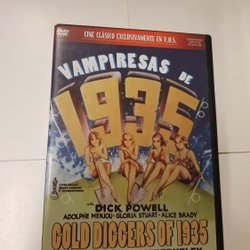 DVD
CINE CLÁSICO EXCLUSIVAMENTE EN V.O.S.
VAMPIRESAS DE
1935
with
DICK POWELL
ADOLPHE MENJOU - GLORIA STUART - ALICE BRADY
GOLD DIGGERS OF 1935